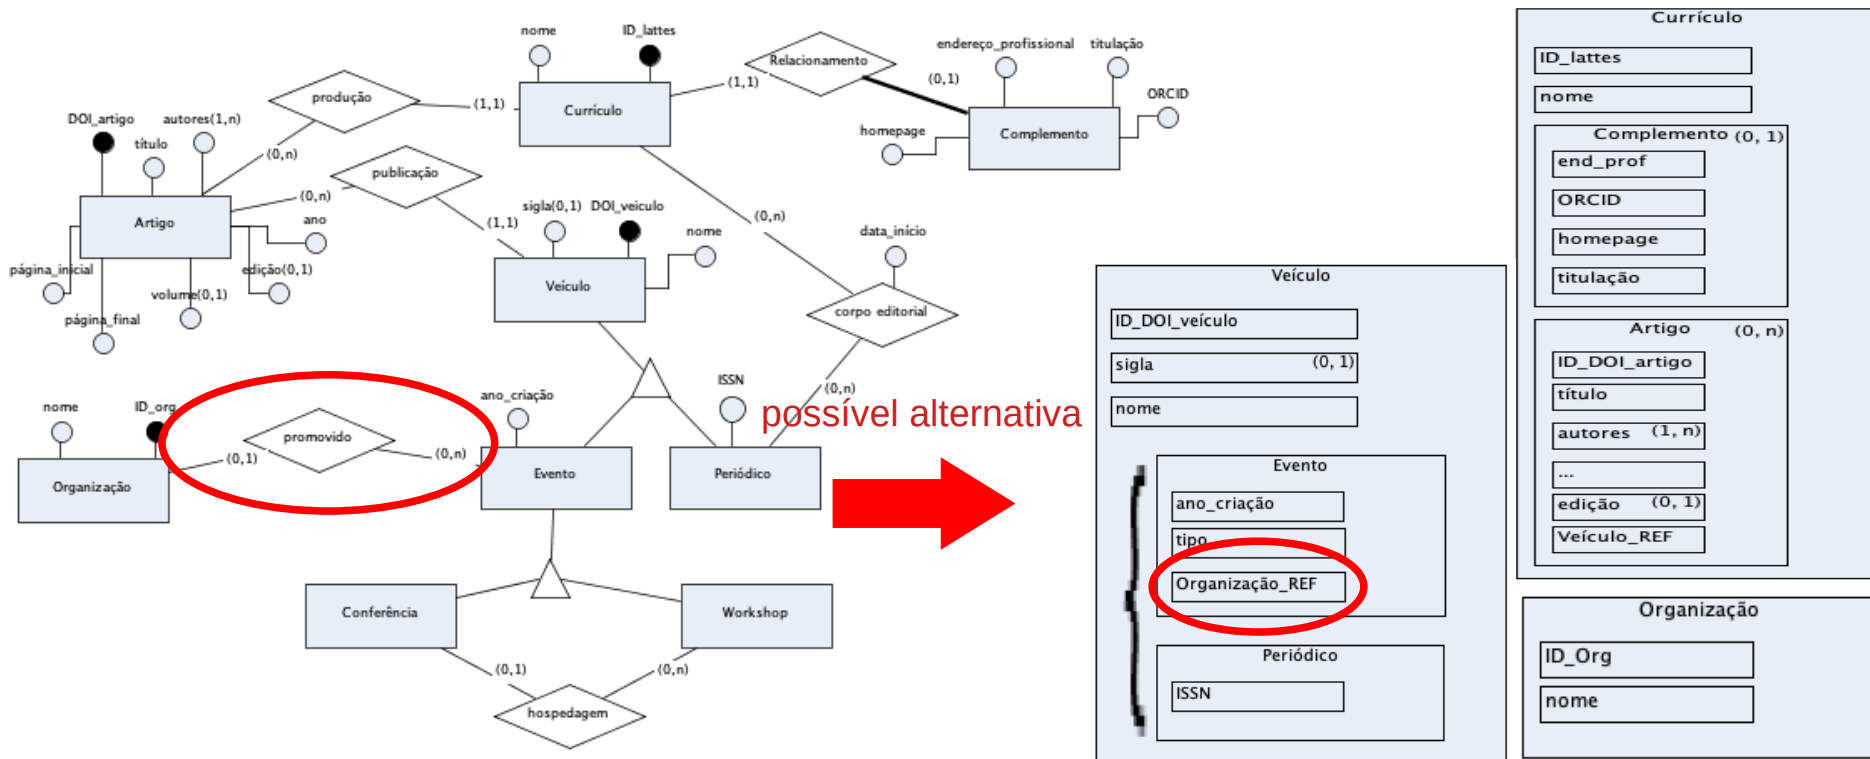 nome
ID_lattes
produção
(1,1)
Currículo
(1,1)
Relacionamento
(0,1)
endereço_profissional
titulação
ORCID
homepage
Complemento
DOI_artigo
autores(1,n)
título
(0,n)
publicação
(0,n)
(1,1)
Artigo
ano
página_inicial
edição(0,1)
volume(0,1)
página_final
sigla(0,1)
DOI_veiculo
nome
Veículo
(0,n)
data_início
corpo editorial
(0,n)
nome
ID_org
promovido
(0,1)
(0,n)
Organização
ano_criação
Evento
ISSN
Periódico
Conferência
Workshop
(0,1)
(0,n)
hospedagem
possível alternativa
Veículo
ID_DOI_veículo
sigla (0, 1)
nome
Evento
ano_criação
tipo
Organização_REF
Periódico
ISSN
Currículo
ID_lattes
nome
Complemento (0, 1)
end_prof
ORCID
homepage
titulação
Artigo (0, n)
ID_DOI_artigo
título
autores (1, n)
...
edição (0, 1)
Veículo_REF
Organização
ID_Org
nome